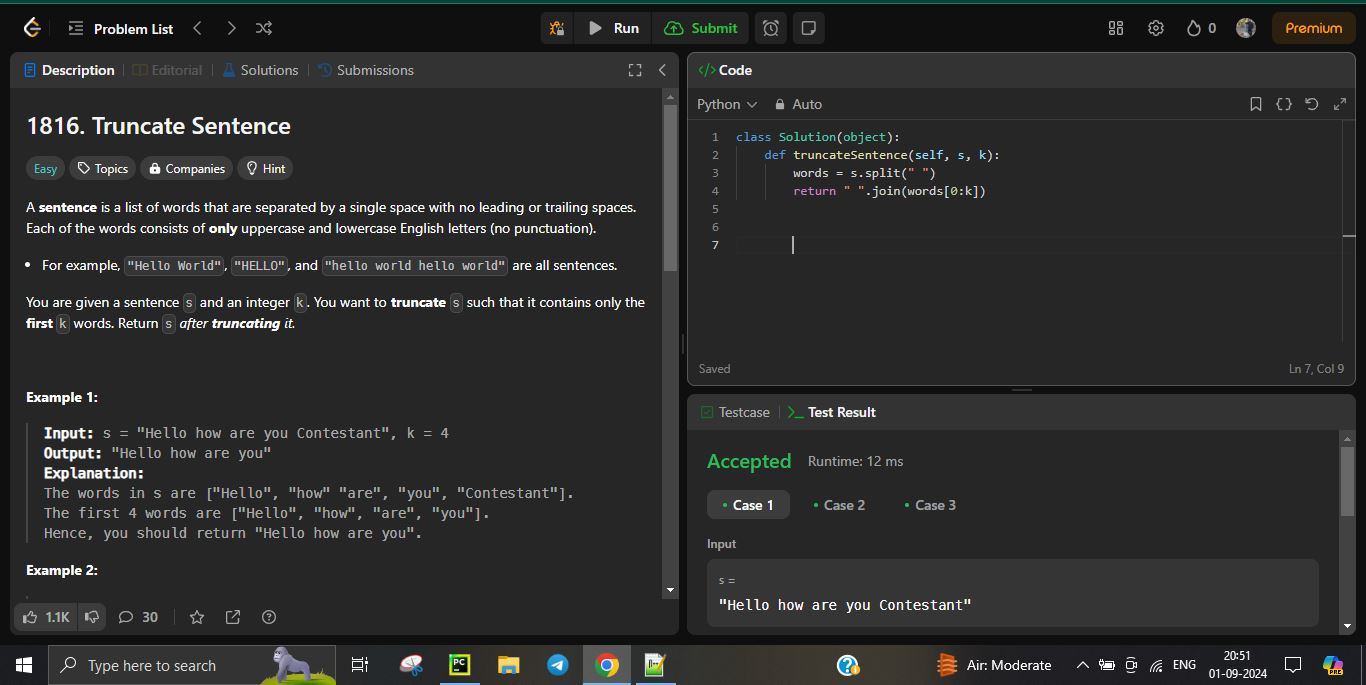 Problem List
Run
Submit
0
Premium
Description
Editorial
Solutions
Submissions
1816. Truncate Sentence
Easy
Topics
Companies
Hint
A sentence is a list of words that are separated by a single space with no leading or trailing spaces.
Each of the words consists of only uppercase and lowercase English letters (no punctuation).
• For example, "Hello World", "HELLO", and "hello world hello world" are all sentences.
You are given a sentence s and an integer k. You want to truncate s such that it contains only the
first k words. Return s after truncating it.
Example 1:
Input: s = "Hello how are you Contestant", k = 4
Output: "Hello how are you"
Explanation:
The words in s are ["Hello", "how" "are", "you", "Contestant"].
The first 4 words are ["Hello", "how", "are", "you"].
Hence, you should return "Hello how are you".
Example 2:
1.1K
30
</> Code
Python
Auto
1 class Solution(object):
2 def truncateSentence(self, s, k):
3 words = s.split(" ")
4 return " ".join(words[0:k])
5
6
7
Saved
Ln 7, Col 9
Testcase
>_ Test Result
Accepted
Runtime: 12 ms
• Case 1
• Case 2
• Case 3
Input
s =
"Hello how are you Contestant"
Type here to search
PC
Air: Moderate
ENG
20:51
01-09-2024
PRE